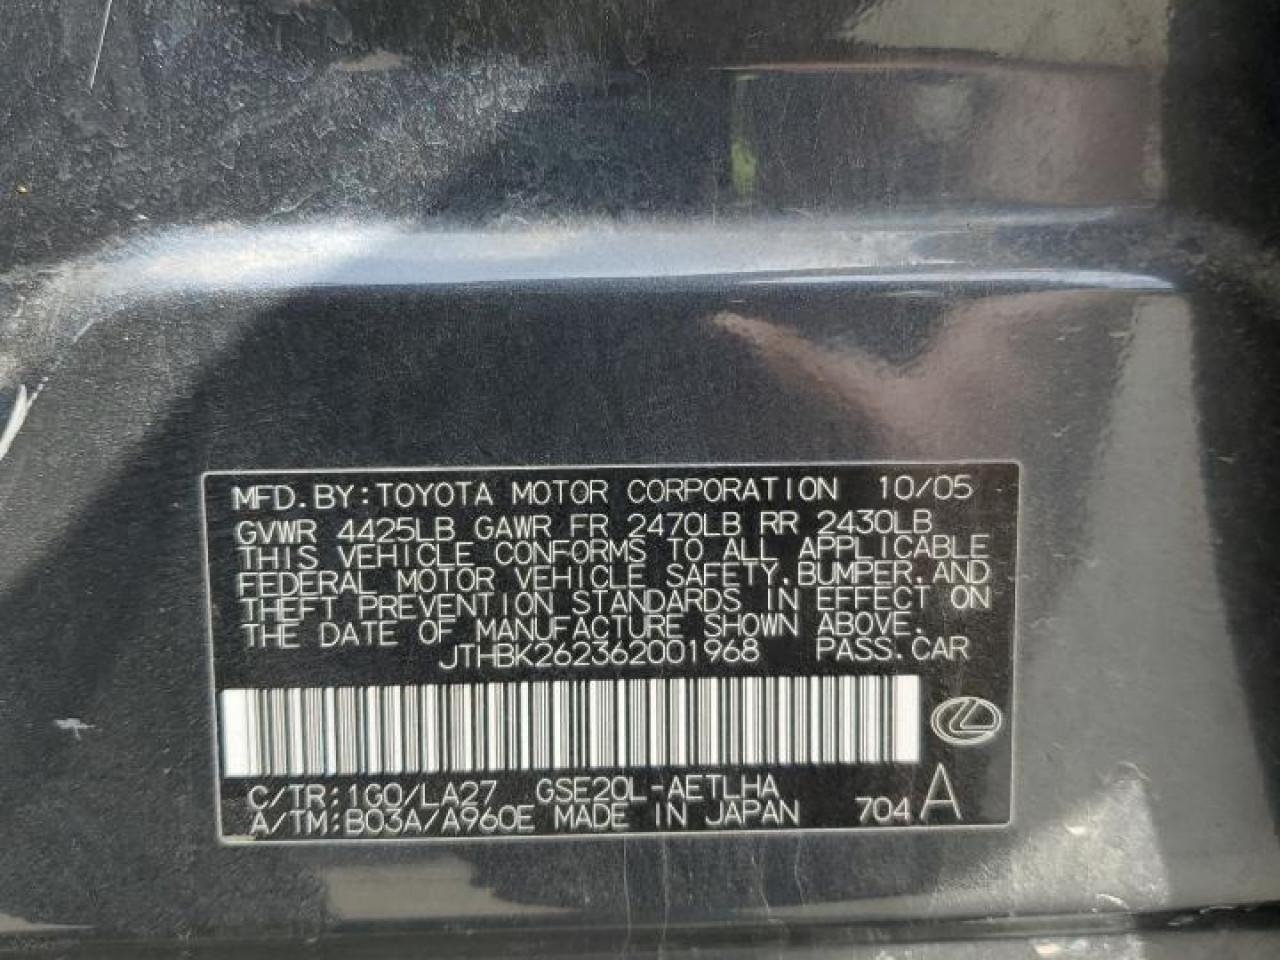 MFD.BY:TOYOTA MOTOR CORPORATION 10/05
GVWR 4425LB GAWR FR 2470LB RR 2430LB
THIS VEHICLE CONFORMS TO ALL APPLICABLE
FEDERAL MOTOR VEHICLE SAFETY.BUMPER.AND
THEFT PREVENTION STANDARDS IN EFFECT ON
THE DATE OF MANUFACTURE SHOWN ABOVE.
JTHBK262362001968 PASS.CAR
C/TR:1G0/LA27 GSE20L-AETLHA
A/TM:B03A/A960E MADE IN JAPAN 704 A